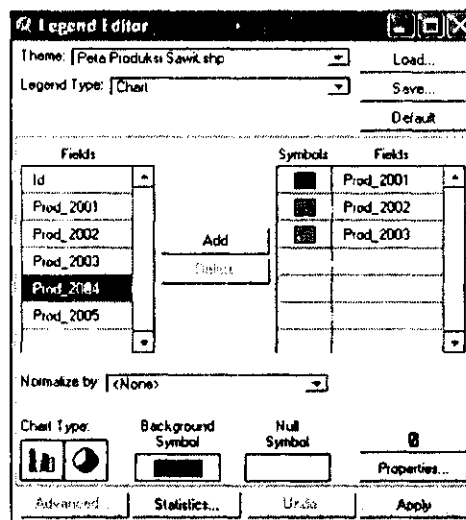 Legend Editor
Theme: Peta Produksi Sawit.shp
Load...
Legend Type: Chart
Save...
Default
Fields
Symbols Fields
Id
Prod_2001
Prod_2001
Prod_2002
Prod_2002
Prod_2003
Prod_2003
Add
Delete
Prod_2004
Prod_2005
Normalize by: <None>
Chart Type:
Background Symbol
Null Symbol
0
Properties...
Advanced...
Statistics...
Undo
Apply